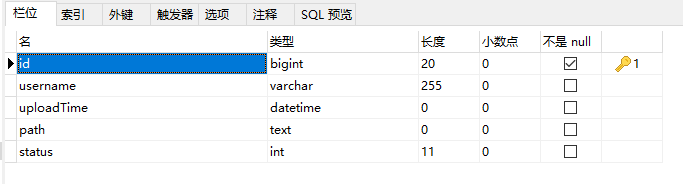 栏位 索引 外键 触发器 选项 注释 SQL 预览
名 类型 长度 小数点 不是 null
id bigint 20 0 1
username varchar 255 0
uploadTime datetime 0 0
path text 0 0
status int 11 0